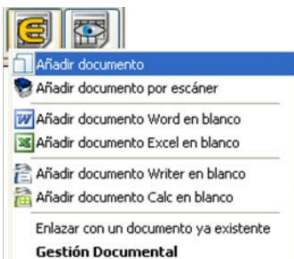 Añadir documento
Añadir documento por escáner
Añadir documento Word en blanco
Añadir documento Excel en blanco
Añadir documento Writer en blanco
Añadir documento Calc en blanco
Enlazar con un documento ya existente
Gestión Documental